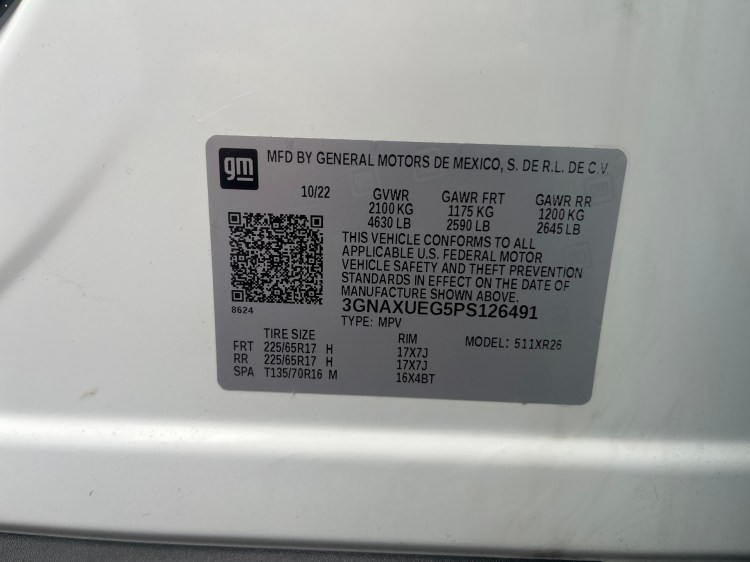 gm MFD BY GENERAL MOTORS DE MEXICO, S. DE R.L. DE C.V.
10/22 GVWR GAWR FRT GAWR RR
2100 KG 1175 KG 1200 KG
4630 LB 2590 LB 2645 LB
THIS VEHICLE CONFORMS TO ALL
APPLICABLE U.S. FEDERAL MOTOR
VEHICLE SAFETY AND THEFT PREVENTION
STANDARDS IN EFFECT ON THE DATE OF
MANUFACTURE SHOWN ABOVE.
8624 3GNAXUEG5PS126491
TYPE: MPV
TIRE SIZE RIM MODEL: 511XR26
FRT 225/65R17 H 17X7J
RR 225/65R17 H 17X7J
SPA T135/70R16 M 16X4BT